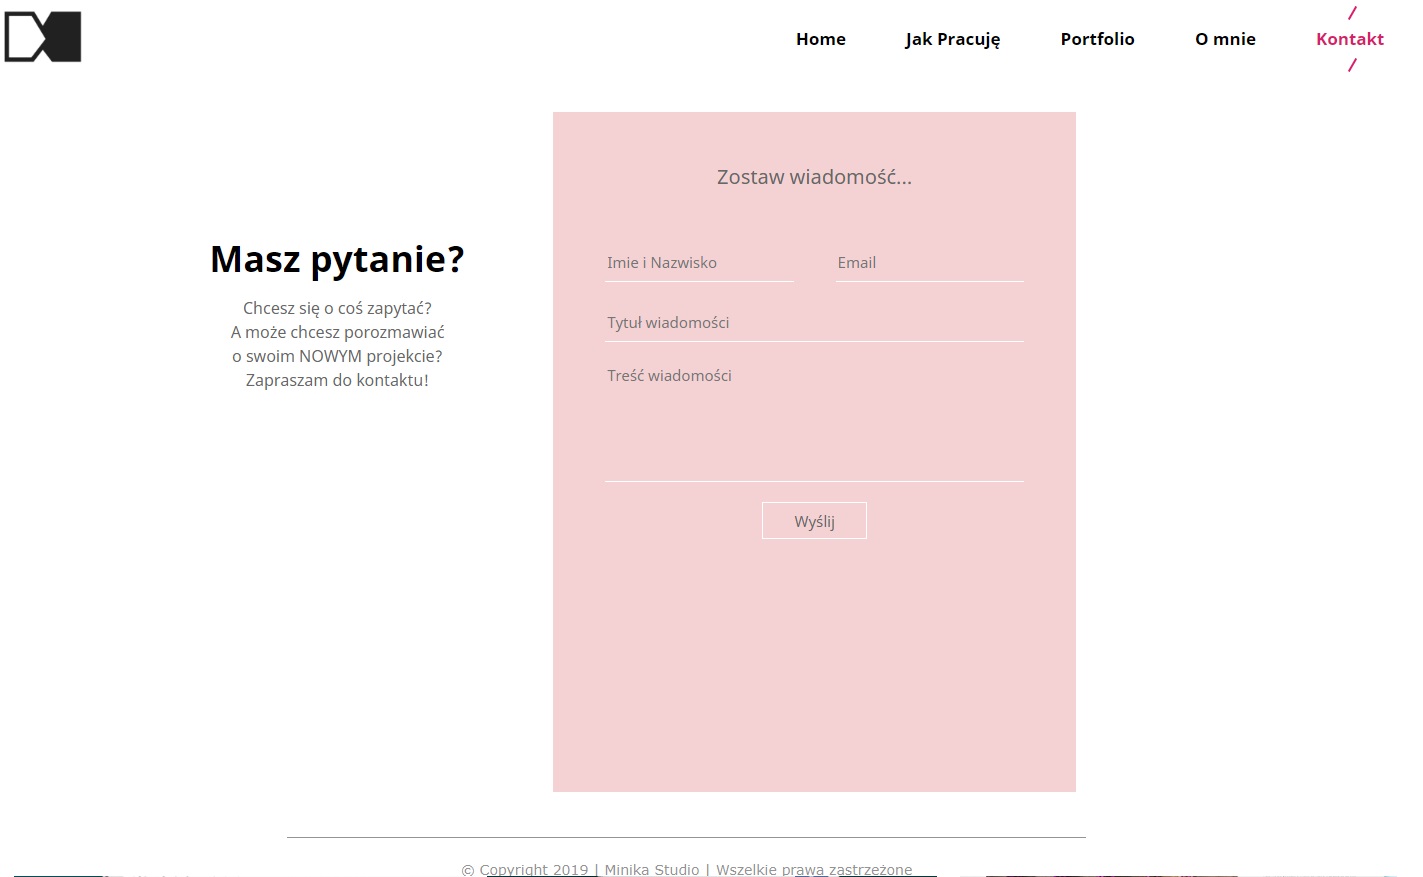 Home Jak Pracuję Portfolio O mnie Kontakt
Masz pytanie?
Chcesz się o coś zapytać?
A może chcesz porozmawiać
o swoim NOWYM projekcie?
Zapraszam do kontaktu!
Zostaw wiadomość...
Imie i Nazwisko Email
Tytuł wiadomości
Treść wiadomości
Wyślij
© Copyright 2019 | Minika Studio | Wszelkie prawa zastrzeżone